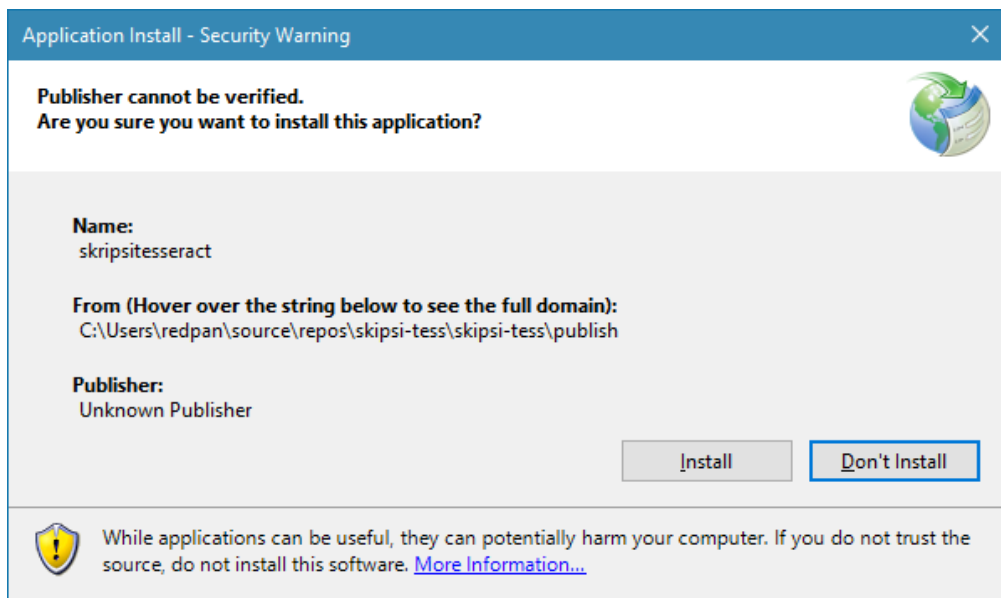 Application Install - Security Warning
Publisher cannot be verified.
Are you sure you want to install this application?
Name:
skripsitesseract
From (Hover over the string below to see the full domain):
C:\Users\redpan\source\repos\skipsi-tess\skipsi-tess\publish
Publisher:
Unknown Publisher
Install
Don't Install
While applications can be useful, they can potentially harm your computer. If you do not trust the
source, do not install this software. More Information...